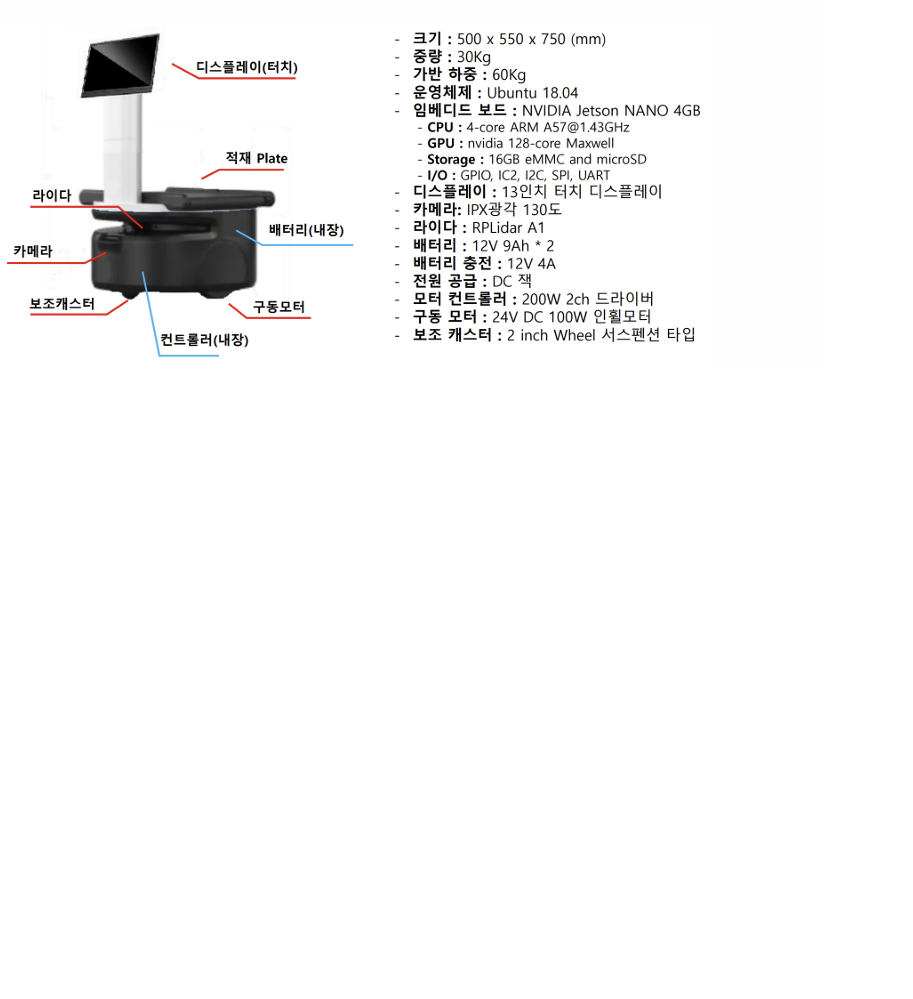 디스플레이(터치)
적재 Plate
라이다
배터리(내장)
카메라
보조캐스터
구동모터
컨트롤러(내장)
- 크기 : 500 x 550 x 750 (mm)
- 중량 : 30Kg
- 가반 하중 : 60Kg
- 운영체제 : Ubuntu 18.04
- 임베디드 보드 : NVIDIA Jetson NANO 4GB
- CPU : 4-core ARM A57@1.43GHz
- GPU : nvidia 128-core Maxwell
- Storage : 16GB eMMC and microSD
- I/O : GPIO, IC2, I2C, SPI, UART
- 디스플레이 : 13인치 터치 디스플레이
- 카메라: IPX광각 130도
- 라이다 : RPLidar A1
- 배터리 : 12V 9Ah * 2
- 배터리 충전 : 12V 4A
- 전원 공급 : DC 잭
- 모터 컨트롤러 : 200W 2ch 드라이버
- 구동 모터 : 24V DC 100W 인휠모터
- 보조 캐스터 : 2 inch Wheel 서스펜션 타입